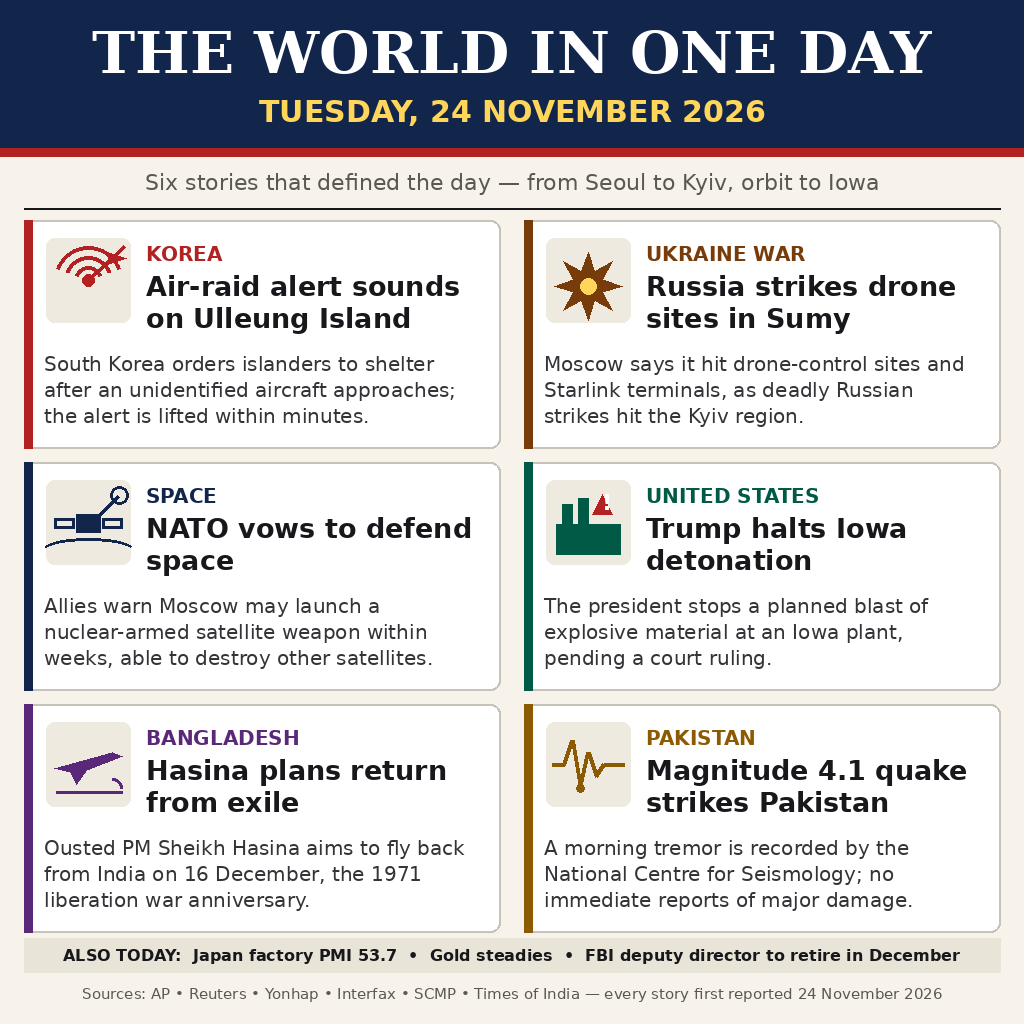 THE WORLD IN ONE DAY
TUESDAY, 24 NOVEMBER 2026
Six stories that defined the day — from Seoul to Kyiv, orbit to Iowa
KOREA
Air-raid alert sounds
on Ulleung Island
South Korea orders islanders to shelter
after an unidentified aircraft approaches;
the alert is lifted within minutes.
UKRAINE WAR
Russia strikes drone
sites in Sumy
Moscow says it hit drone-control sites and
Starlink terminals, as deadly Russian
strikes hit the Kyiv region.
SPACE
NATO vows to defend
space
Allies warn Moscow may launch a
nuclear-armed satellite weapon within
weeks, able to destroy other satellites.
UNITED STATES
Trump halts Iowa
detonation
The president stops a planned blast of
explosive material at an Iowa plant,
pending a court ruling.
BANGLADESH
Hasina plans return
from exile
Ousted PM Sheikh Hasina aims to fly back
from India on 16 December, the 1971
liberation war anniversary.
PAKISTAN
Magnitude 4.1 quake
strikes Pakistan
A morning tremor is recorded by the
National Centre for Seismology; no
immediate reports of major damage.
ALSO TODAY: Japan factory PMI 53.7 • Gold steadies • FBI deputy director to retire in December
Sources: AP • Reuters • Yonhap • Interfax • SCMP • Times of India — every story first reported 24 November 2026